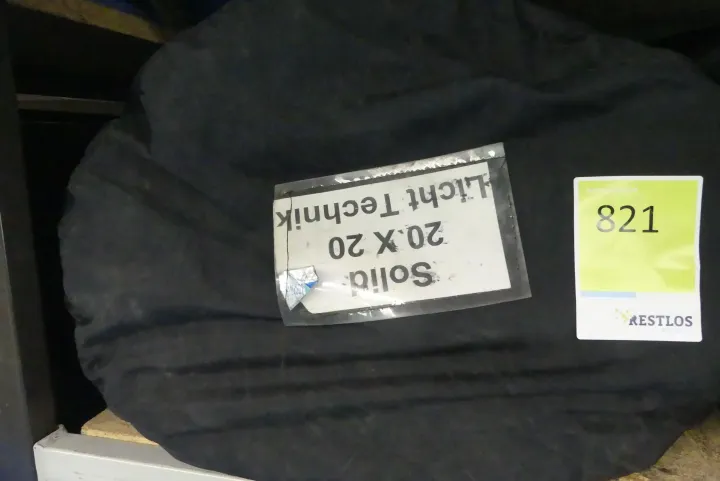 Solid
20 X 20
Licht Technik
821
RESTLOS